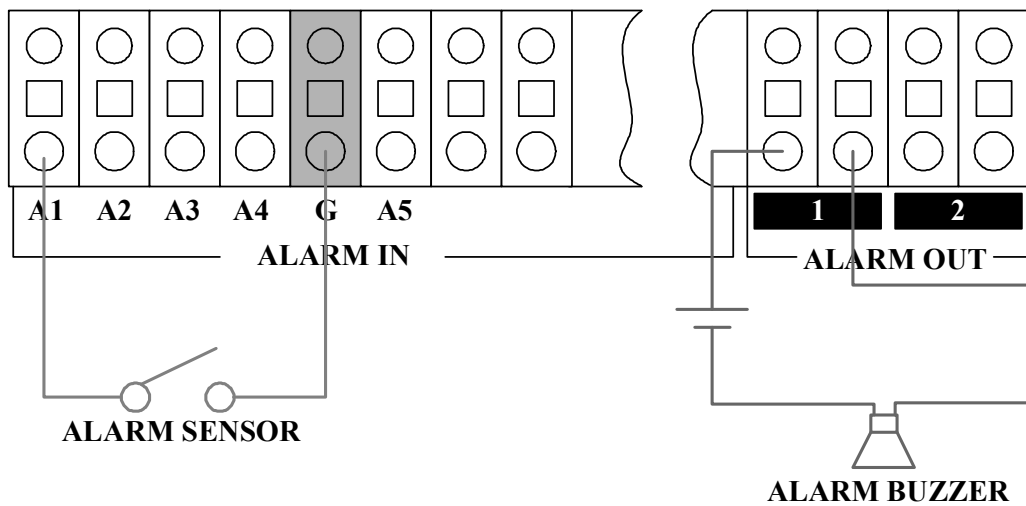 A1 A2 A3 A4 G A5
1 2
ALARM IN
ALARM OUT
ALARM SENSOR
ALARM BUZZER